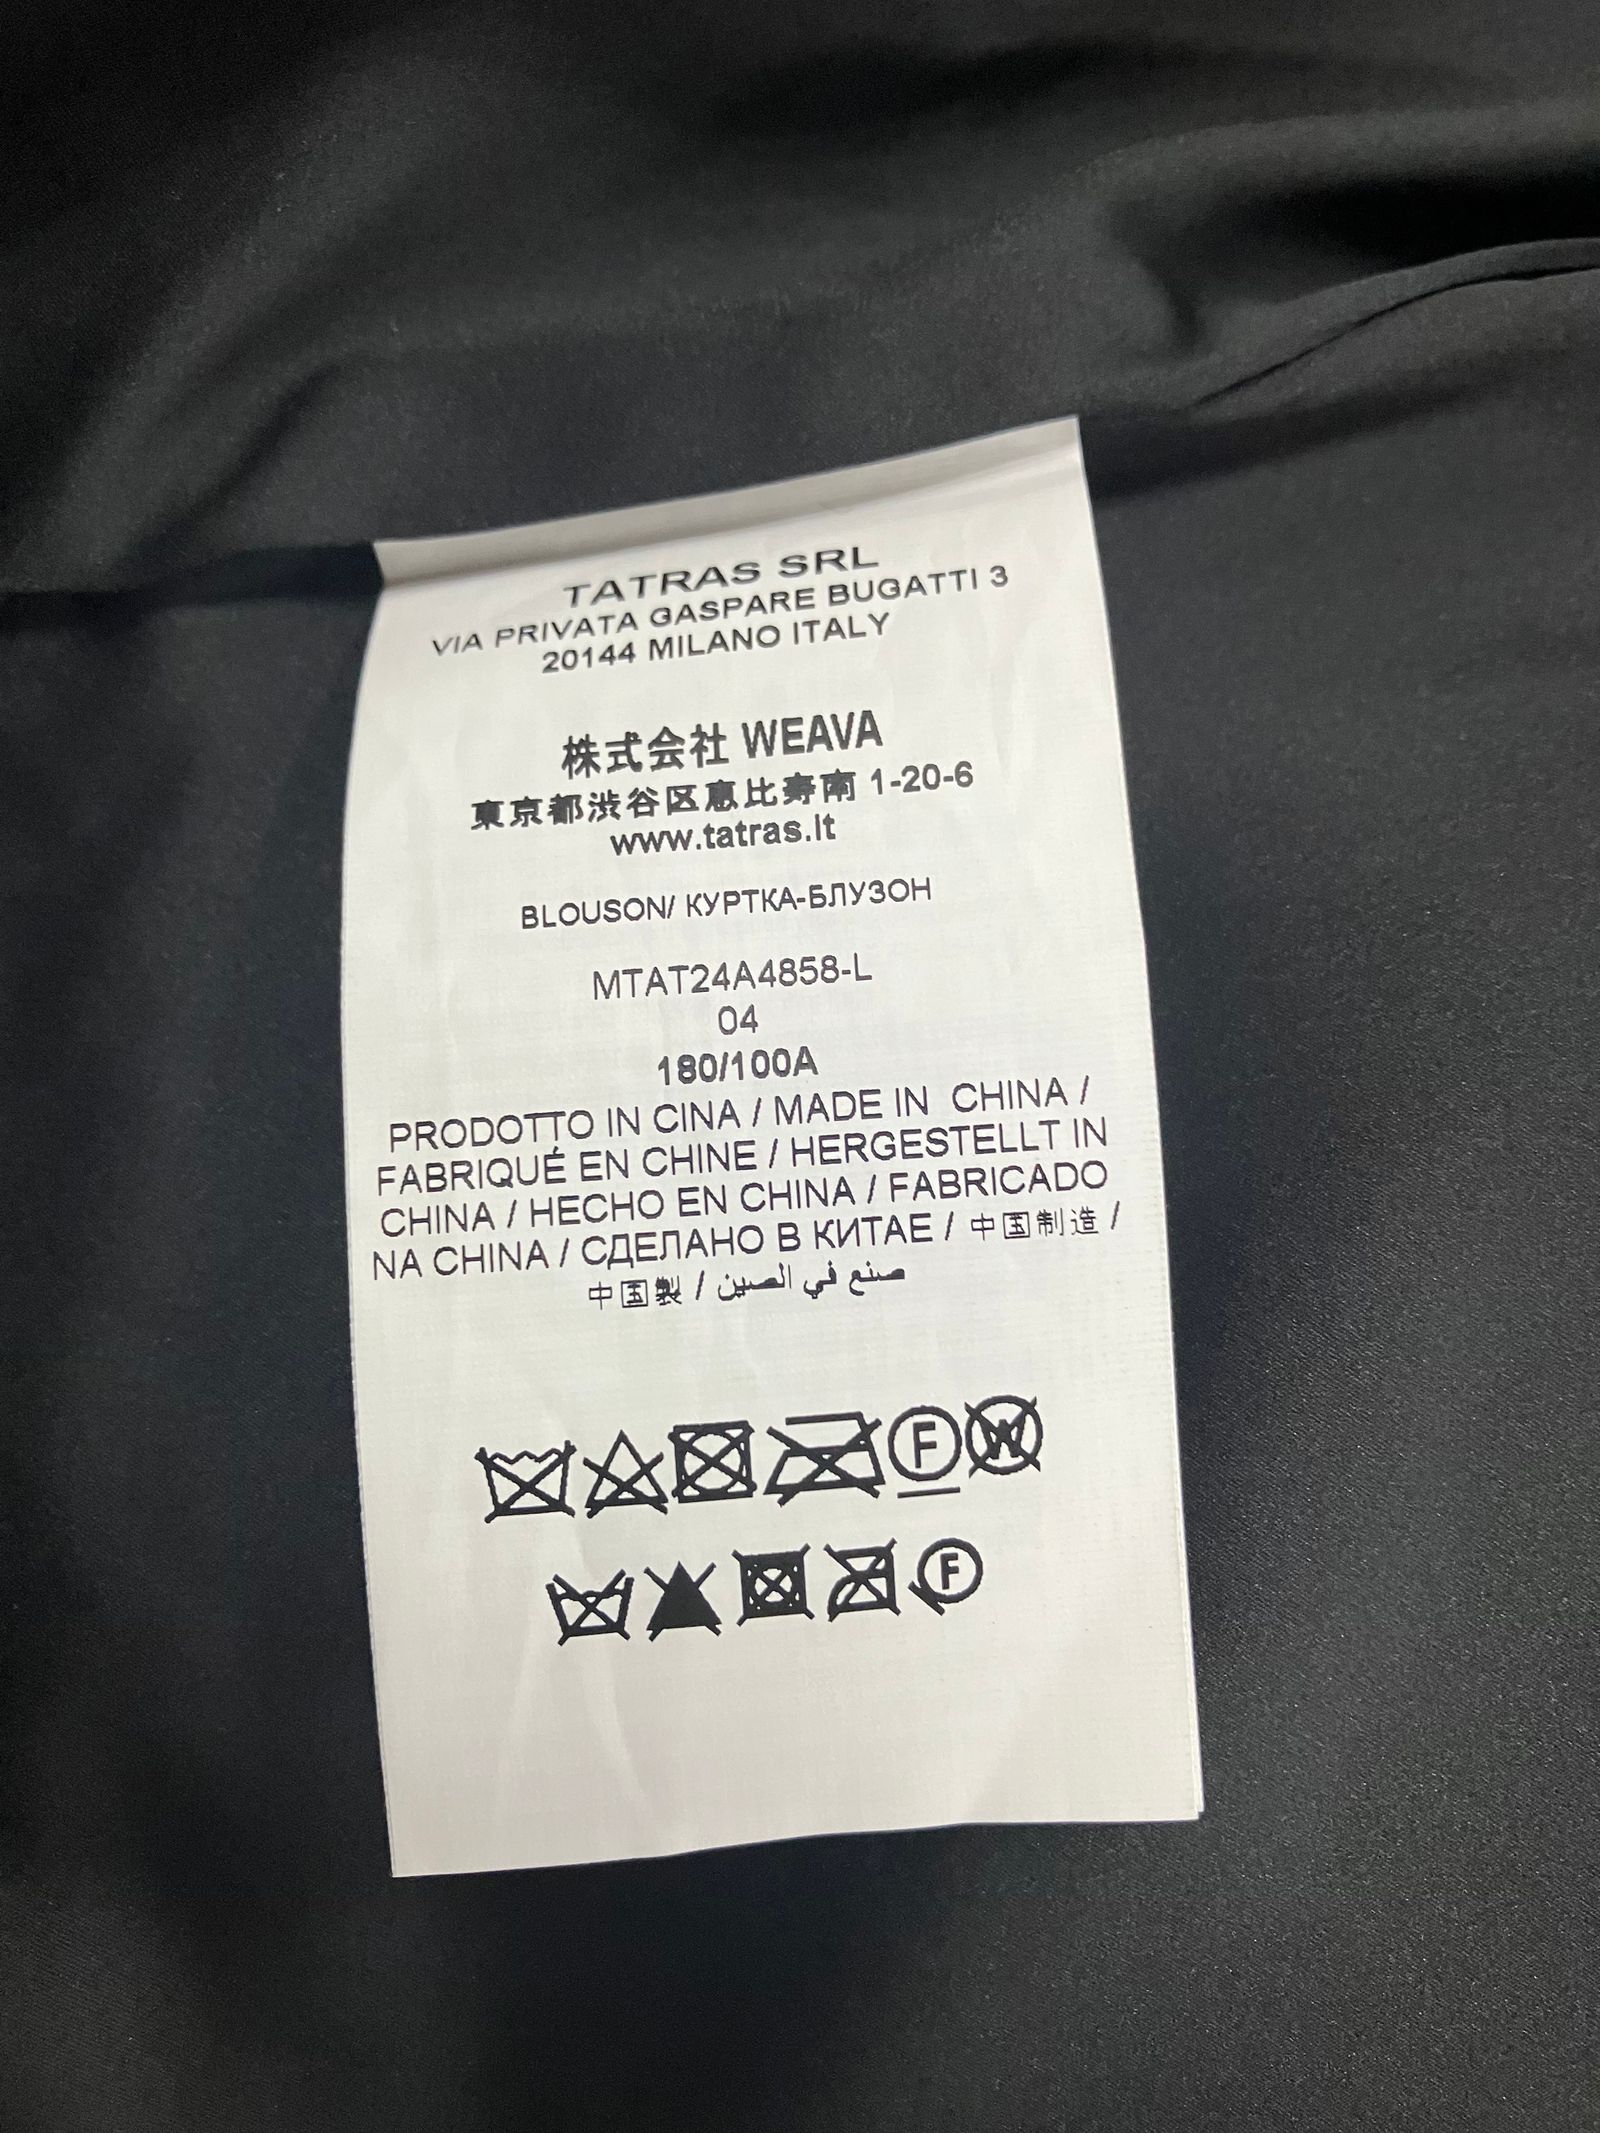 TATRAS SRL
VIA PRIVATA GASPARE BUGATTI 3
20144 MILANO ITALY
株式会社 WEAVA
東京都渋谷区恵比寿南 1-20-6
www.tatras.it
BLOUSON/ КУРТКА-БЛУЗОН
MTAT24A4858-L
04
180/100A
PRODOTTO IN CINA / MADE IN CHINA /
FABRIQUÉ EN CHINE / HERGESTELLT IN
CHINA / HECHO EN CHINA / FABRICADO
NA CHINA / СДЕЛАНО В КИТАЕ / 中国制造 /
中国製 / صنع في الصين
F W
F